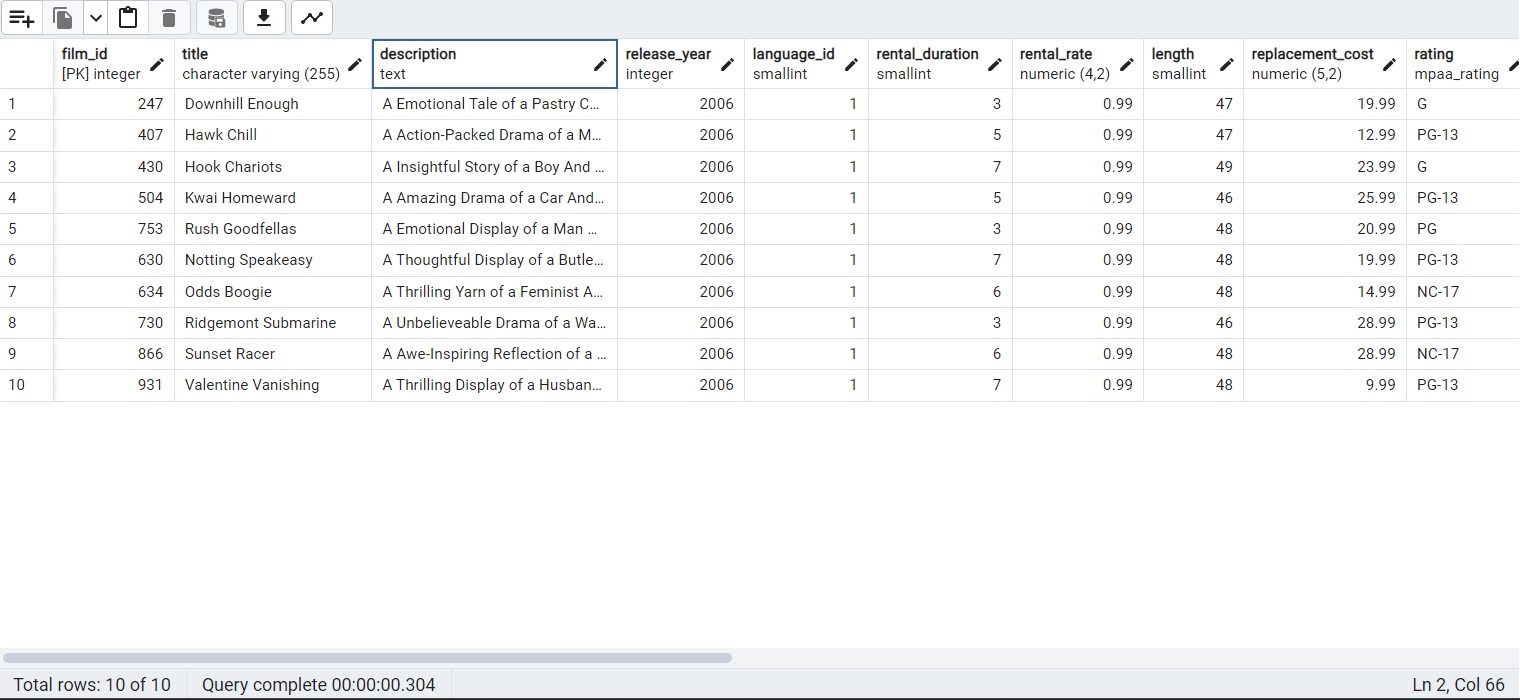 film_id title description release_year language_id rental_duration rental_rate length replacement_cost rating
[PK] integer character varying (255) text integer smallint smallint numeric (4,2) smallint numeric (5,2) mpaa_rating
1 247 Downhill Enough A Emotional Tale of a Pastry C... 2006 1 3 0.99 47 19.99 G
2 407 Hawk Chill A Action-Packed Drama of a M... 2006 1 5 0.99 47 12.99 PG-13
3 430 Hook Chariots A Insightful Story of a Boy And ... 2006 1 7 0.99 49 23.99 G
4 504 Kwai Homeward A Amazing Drama of a Car And... 2006 1 5 0.99 46 25.99 PG-13
5 753 Rush Goodfellas A Emotional Display of a Man ... 2006 1 3 0.99 48 20.99 PG
6 630 Notting Speakeasy A Thoughtful Display of a Butle... 2006 1 7 0.99 48 19.99 PG-13
7 634 Odds Boogie A Thrilling Yarn of a Feminist A... 2006 1 6 0.99 48 14.99 NC-17
8 730 Ridgemont Submarine A Unbelieveable Drama of a Wa... 2006 1 3 0.99 46 28.99 PG-13
9 866 Sunset Racer A Awe-Inspiring Reflection of a ... 2006 1 6 0.99 48 28.99 NC-17
10 931 Valentine Vanishing A Thrilling Display of a Husban... 2006 1 7 0.99 48 9.99 PG-13
Total rows: 10 of 10 Query complete 00:00:00.304 Ln 2, Col 66